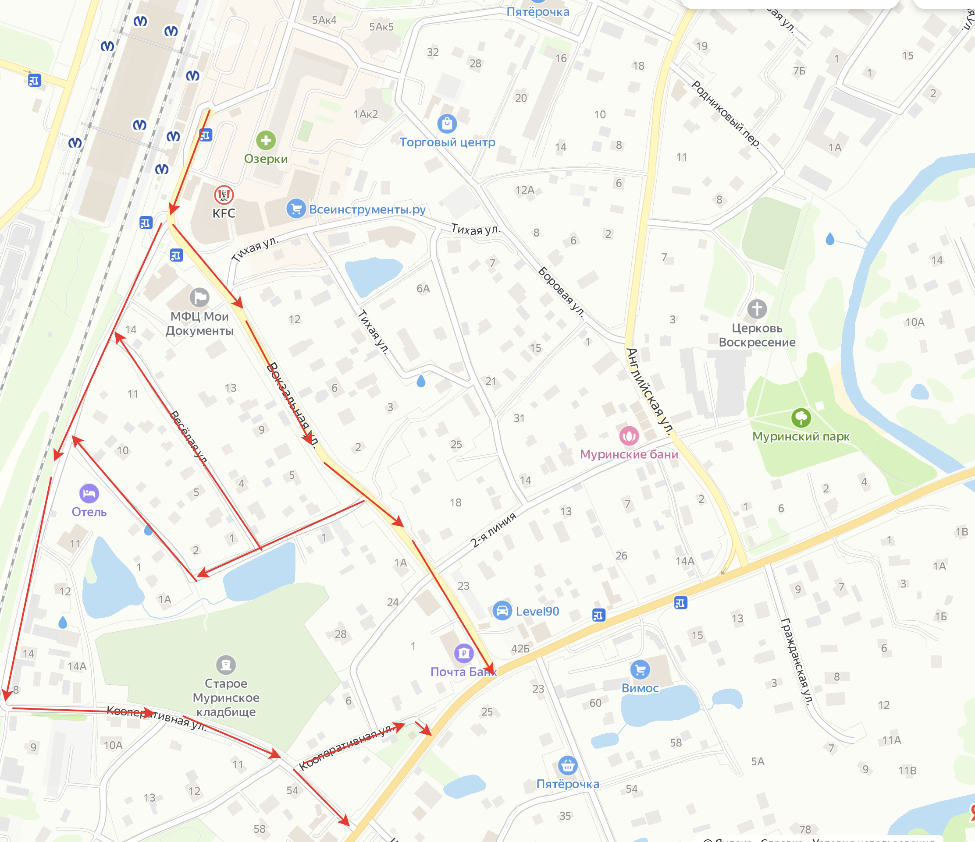 5Ак4
5Ак5
Пятёрочка
19
7Б
15
1
1
2
32
28
16
18
20
10
1Ак2
Родниковый пер.
Торговый центр
14
8
11
1А
Озерки
12А
6
8
KFC
Всеинструменты.ру
Тихая ул.
Тихая ул.
8
6
2
7
7
14
6А
Боровая ул.
МФЦ Мои
Документы
12
Тихая ул.
3
Церковь
Воскресение
10А
14
15
1
Английская ул.
11
13
Вокзальная ул.
6
21
1
3
31
Весёлая ул.
9
Муринский парк
10
2
25
Муринские бани
5
5
4
14
Отель
18
13
7
2
6
2
4
2-я линия
11
2
1
1А
26
14А
1В
1
1А
12
1А
24
23
9
7
1
Level90
Гражданская ул.
28
1
42Б
15
13
1Б
6
14
14А
Почта Банк
Старое
Муринское
кладбище
Вимос
23
3
8
8
6
Кооперативная ул.
25
60
9
10А
Кооперативная ул.
58
7
11А
11
Пятёрочка
5А
9
11В
13
12
54
54
58
35
78